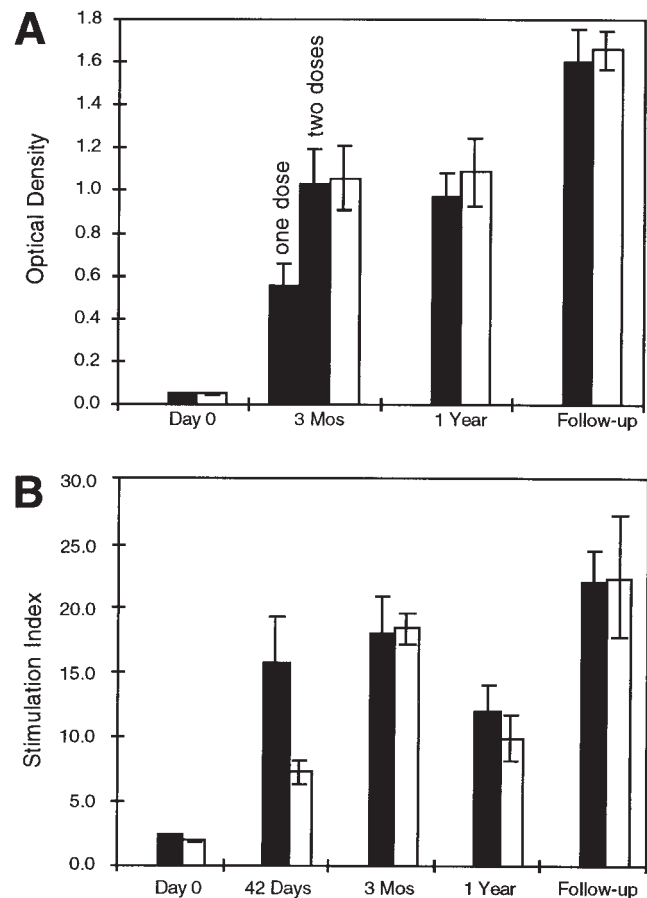 A
Optical Density
1.8
1.6
1.4
1.2
1.0
0.8
0.6
0.4
0.2
0.0
one dose
two doses
Day 0
3 Mos
1 Year
Follow-up
B
Stimulation Index
30.0
25.0
20.0
15.0
10.0
5.0
0.0
Day 0
42 Days
3 Mos
1 Year
Follow-up